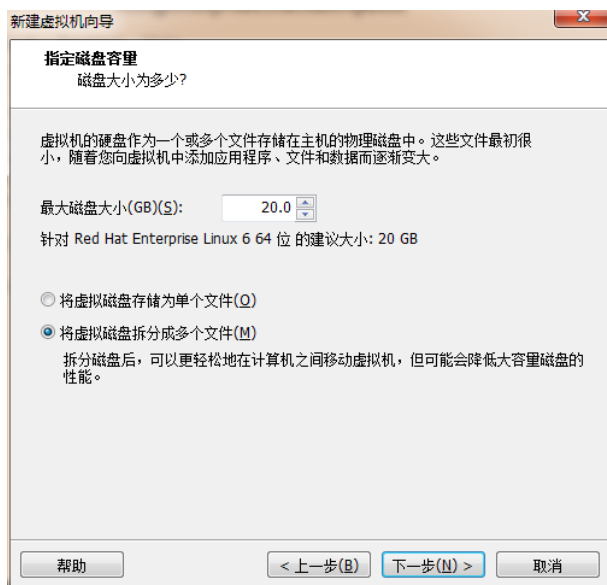 新建虚拟机向导
指定磁盘容量
磁盘大小为多少?
虚拟机的硬盘作为一个或多个文件存储在主机的物理磁盘中。这些文件最初很
小，随着您向虚拟机中添加应用程序、文件和数据而逐渐变大。
最大磁盘大小(GB)(S): 20.0
针对 Red Hat Enterprise Linux 6 64 位 的建议大小: 20 GB
将虚拟磁盘存储为单个文件(O)
将虚拟磁盘拆分成多个文件(M)
拆分磁盘后，可以更轻松地在计算机之间移动虚拟机，但可能会降低大容量磁盘的
性能。
帮助 < 上一步(B) 下一步(N) > 取消